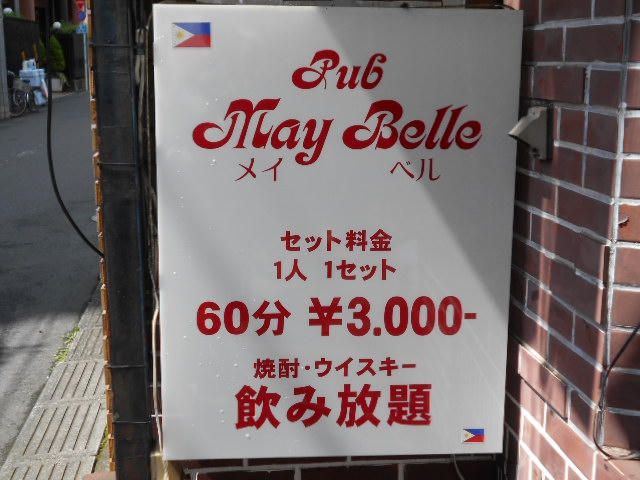 Pub
May Belle
メイ ベル
セット料金
1人 1セット
60分 ¥3.000-
焼酎・ウイスキー
飲み放題